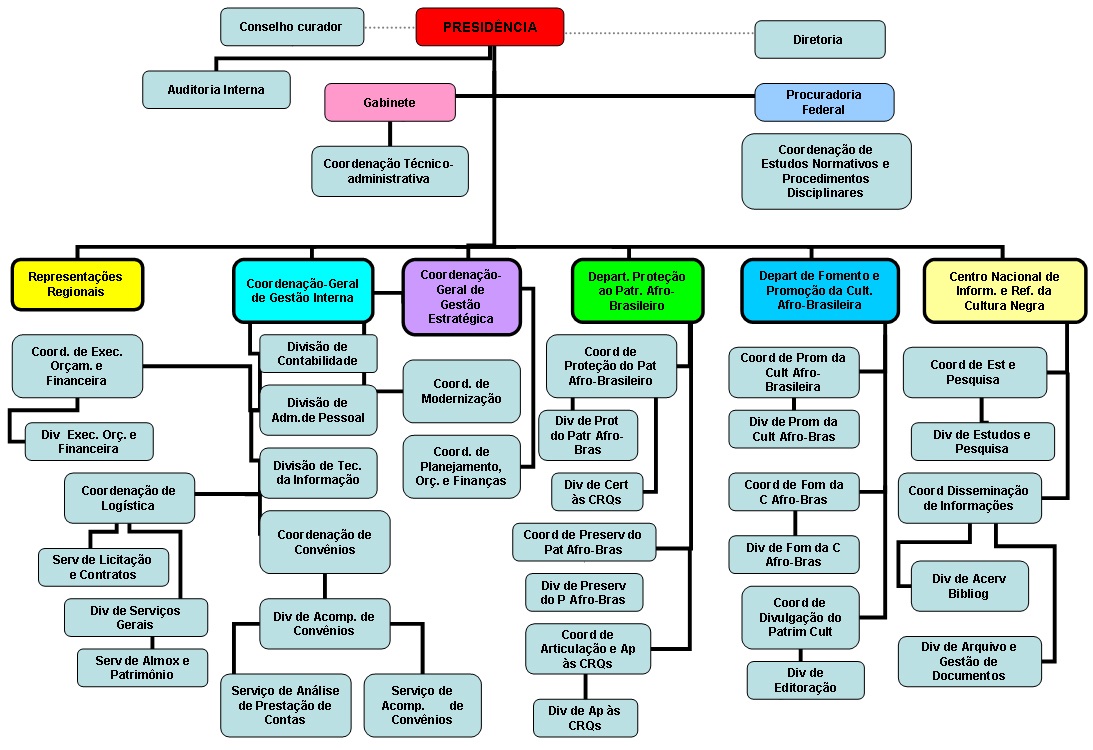 Conselho curador
PRESIDENCIA
Diretoria
Auditoria Interna
Gabinete
Procuradoria
Federal
Coordenação Técnico-
administrativa
Coordenação de
Estudos Normativos e
Procedimentos
Disciplinares
Representações
Regionais
Coordenação-Geral
de Gestão Interna
Coordenação-
Geral de
Gestão
Estratégica
Depart. Proteção
ao Patr. Afro-
Brasileiro
Depart de Fomento e
Promoção da Cult.
Afro-Brasileira
Centro Nacional de
Inform. e Ref. da
Cultura Negra
Coord. de Exec.
Orçam. e
Financeira
Div Exec. Orç. e
Financeira
Coordenação de
Logística
Serv de Licitação
e Contratos
Div de Serviços
Gerais
Serv de Almox e
Patrimônio
Divisão de
Contabilidade
Divisão de
Adm.de Pessoal
Divisão de Tec.
da Informação
Coordenação de
Convênios
Div de Acomp. de
Convênios
Serviço de Análise
de Prestação de
Contas
Serviço de
Acomp. de
Convênios
Coord. de
Modernização
Coord. de
Planejamento,
Orç. e Finanças
Coord de
Proteção do Pat
Afro-Brasileiro
Div de Prot
do Patr Afro-
Bras
Div de Cert
às CRQs
Coord de Preserv do
Pat Afro-Bras
Div de Preserv
do P Afro-Bras
Coord de
Articulação e Ap
às CRQs
Div de Ap às
CRQs
Coord de Prom da
Cult Afro-
Brasileira
Div de Prom da
Cult Afro-Bras
Coord de Fom da
C Afro-Bras
Div de Fom da C
Afro-Bras
Coord de
Divulgação do
Patrim Cult
Div de
Editoração
Coord de Est e
Pesquisa
Div de Estudos e
Pesquisa
Coord Disseminação
de Informações
Div de Acerv
Bibliog
Div de Arquivo e
Gestão de
Documentos